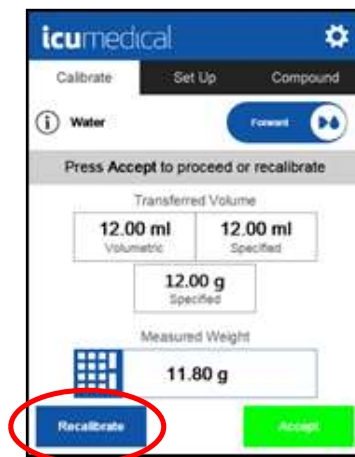 icumedical
Calibrate Set Up Compound
i Water Forward
Press Accept to proceed or recalibrate
Transferred Volume
12.00 ml 12.00 ml
Volumetric Specified
12.00 g
Specified
Measured Weight
11.80 g
Recalibrate Accept